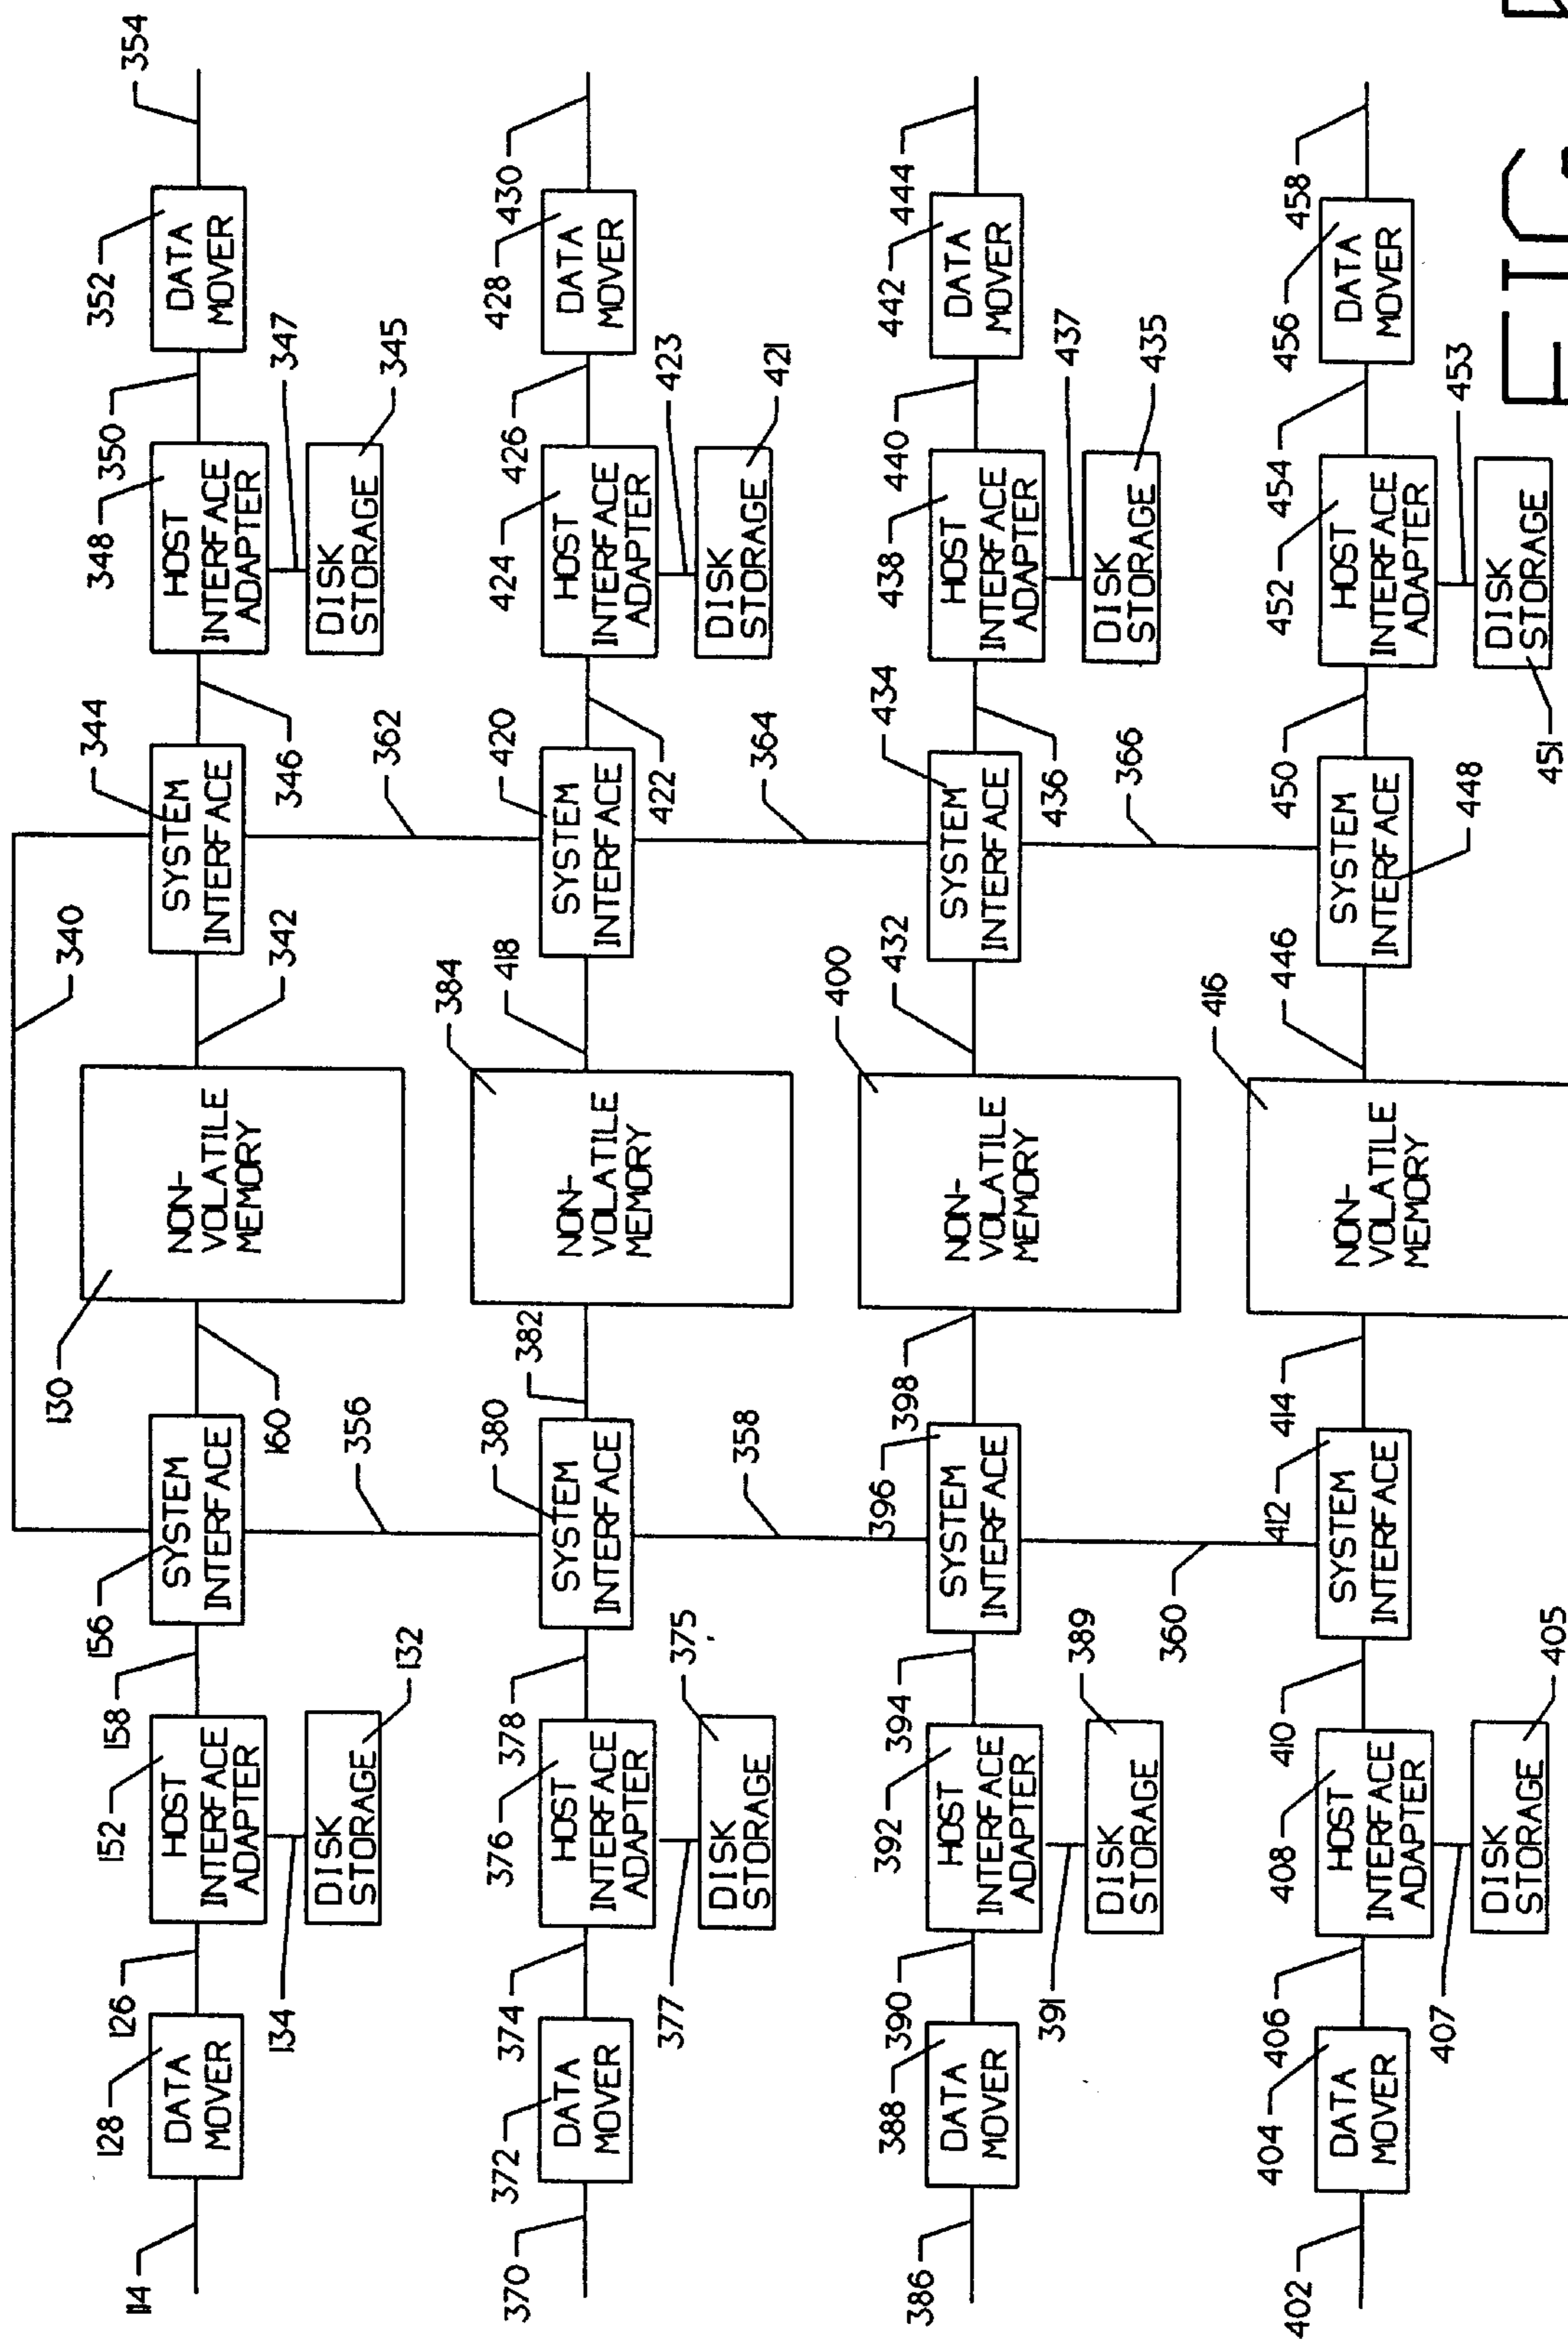 114
128
DATA
MOVER
126
152
HOST
INTERFACE
ADAPTER
134
DISK
STORAGE
132
158
156
SYSTEM
INTERFACE
160
130
NON-
VOLATILE
MEMORY
340
342
344
SYSTEM
INTERFACE
346
348
HOST
INTERFACE
ADAPTER
347
DISK
STORAGE
345
350
352
DATA
MOVER
354
356
362
370
372
DATA
MOVER
374
376
HOST
INTERFACE
ADAPTER
377
DISK
STORAGE
375
378
380
SYSTEM
INTERFACE
382
384
NON-
VOLATILE
MEMORY
418
420
SYSTEM
INTERFACE
422
424
HOST
INTERFACE
ADAPTER
423
DISK
STORAGE
421
426
428
DATA
MOVER
430
358
364
386
388
DATA
MOVER
390
392
HOST
INTERFACE
ADAPTER
391
DISK
STORAGE
389
394
396
SYSTEM
INTERFACE
398
400
NON-
VOLATILE
MEMORY
432
434
SYSTEM
INTERFACE
436
438
HOST
INTERFACE
ADAPTER
437
DISK
STORAGE
435
440
442
DATA
MOVER
444
360
366
402
404
DATA
MOVER
406
408
HOST
INTERFACE
ADAPTER
407
DISK
STORAGE
405
410
412
SYSTEM
INTERFACE
414
416
NON-
VOLATILE
MEMORY
446
448
SYSTEM
INTERFACE
450
452
HOST
INTERFACE
ADAPTER
453
DISK
STORAGE
451
454
456
DATA
MOVER
458